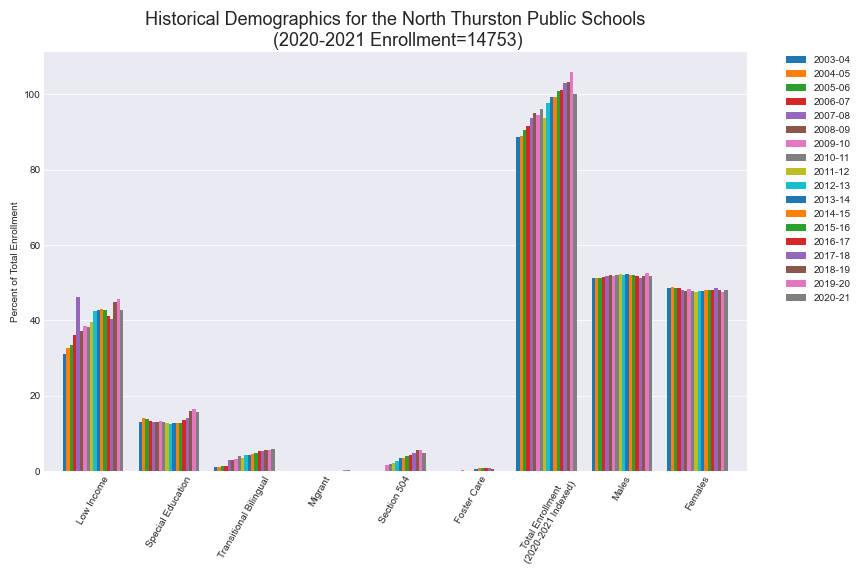 Historical Demographics for the North Thurston Public Schools
(2020-2021 Enrollment=14753)
Percent of Total Enrollment
100
80
60
40
20
0
Low Income
Special Education
Transitional Bilingual
Migrant
Section 504
Foster Care
Total Enrollment
(2020-2021 Indexed)
Males
Females
2003-04
2004-05
2005-06
2006-07
2007-08
2008-09
2009-10
2010-11
2011-12
2012-13
2013-14
2014-15
2015-16
2016-17
2017-18
2018-19
2019-20
2020-21